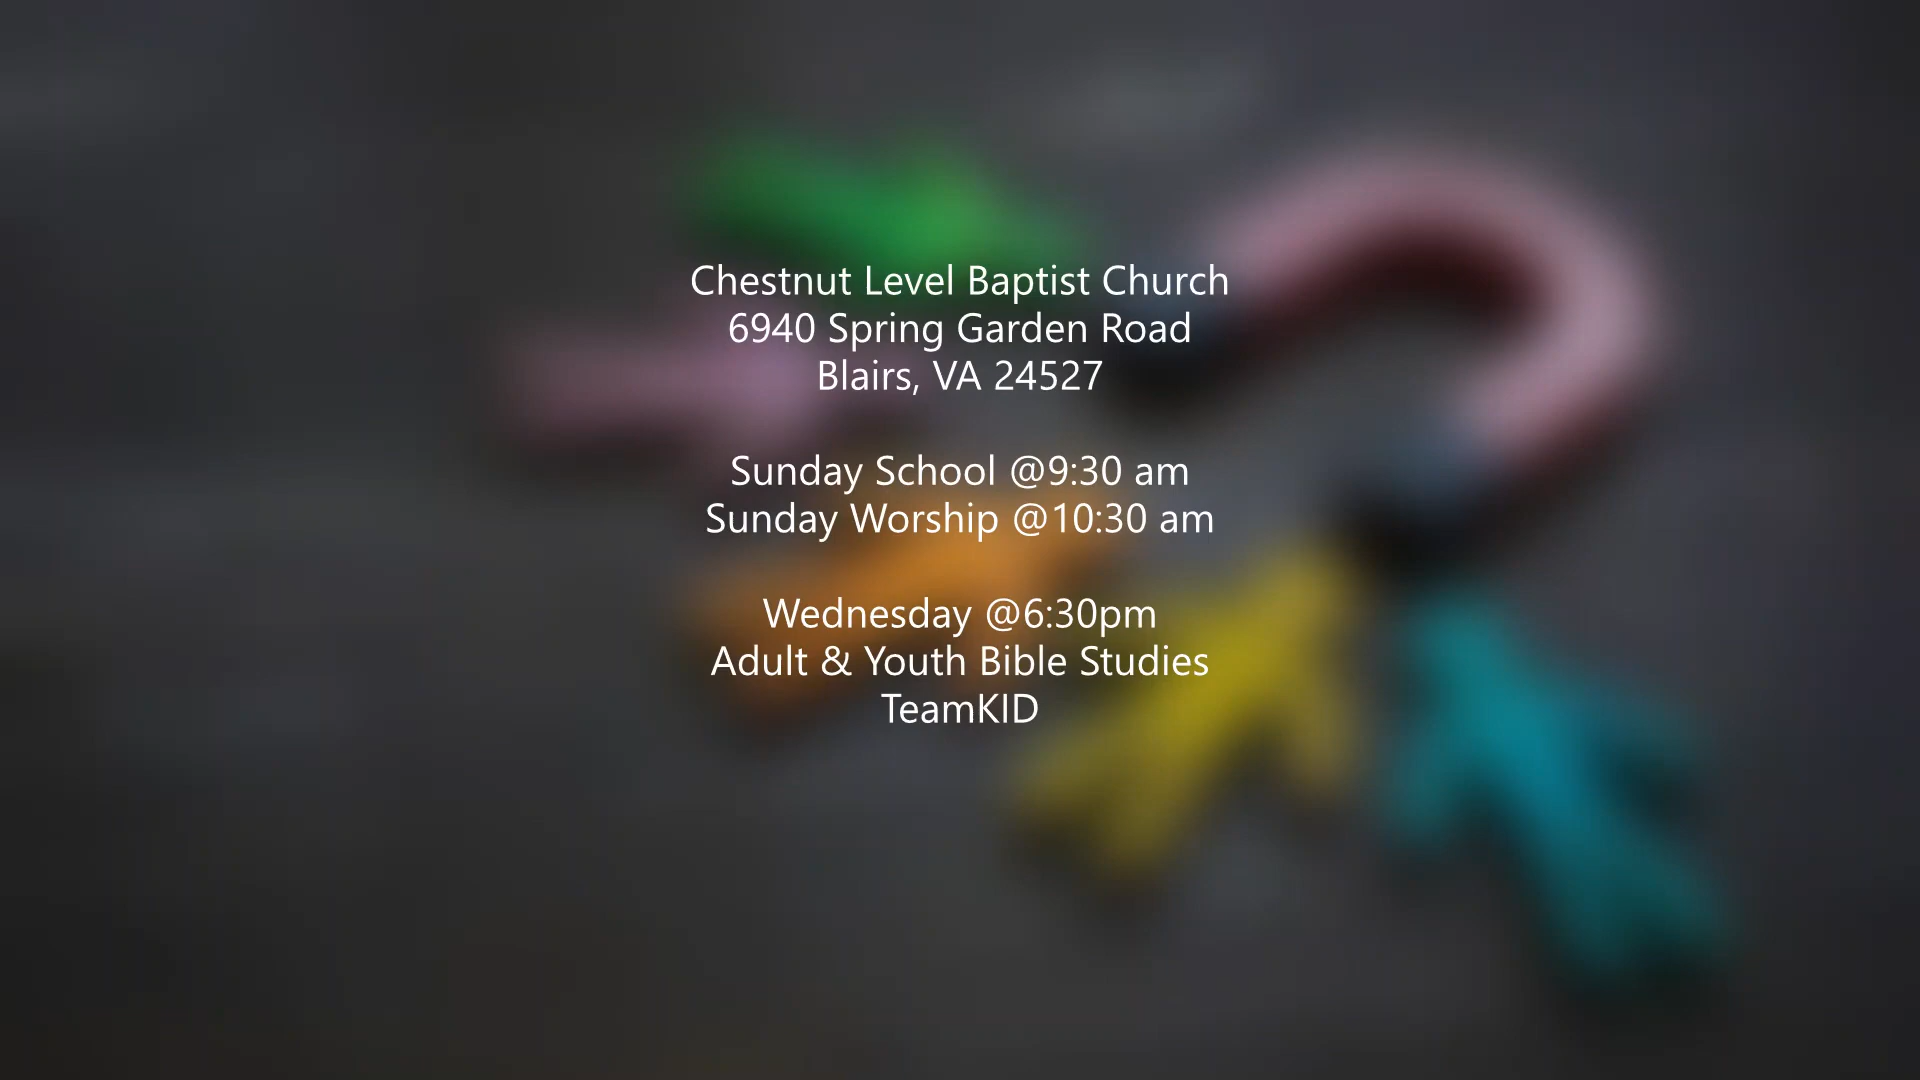 Chestnut Level Baptist Church
6940 Spring Garden Road
Blairs, VA 24527
Sunday School @9:30 am
Sunday Worship @10:30 am
Wednesday @6:30pm
Adult & Youth Bible Studies
TeamKID